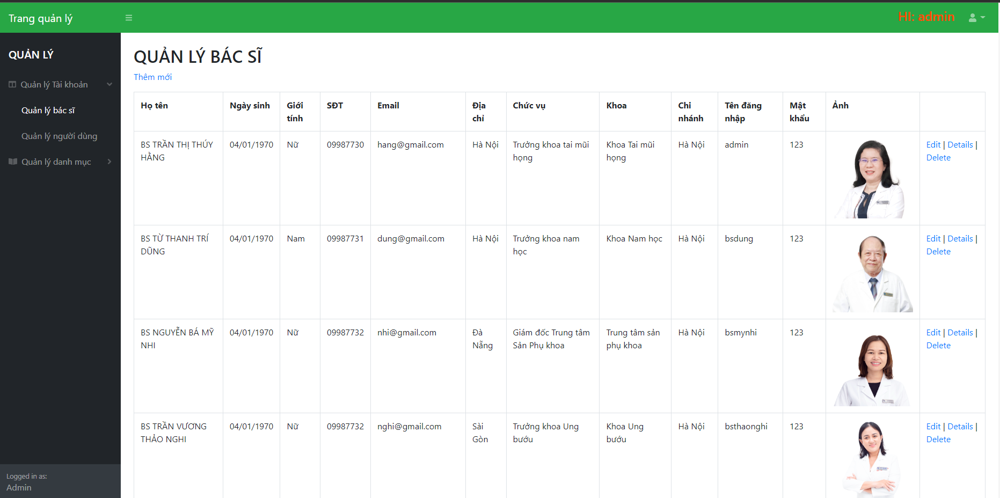 Trang quản lý
HI: admin
QUẢN LÝ
Quản lý Tài khoản
Quản lý bác sĩ
Quản lý người dùng
Quản lý danh mục
Logged in as:
Admin
QUẢN LÝ BÁC SĨ
Thêm mới
Họ tên Ngày sinh Giới SĐT Email Địa Chức vụ Khoa Chi Tên đăng Mật Ảnh
tính chỉ nhánh nhập khẩu
BS TRẦN THỊ THÚY 04/01/1970 Nữ 09987730 hang@gmail.com Hà Nội Trưởng khoa tai mũi Khoa Tai mũi Hà Nội admin 123 Edit | Details |
HẰNG họng họng Delete
BS TỪ THANH TRÍ 04/01/1970 Nam 09987731 dung@gmail.com Hà Nội Trưởng khoa nam Khoa Nam học Hà Nội bsdung 123 Edit | Details |
DŨNG học Delete
BS NGUYỄN BÁ MỸ 04/01/1970 Nữ 09987732 nhi@gmail.com Đà Giám đốc Trung tâm Trung tâm sản Hà Nội bsmynhi 123 Edit | Details |
NHI Nẵng Sản Phụ khoa phụ khoa Delete
BS TRẦN VƯƠNG 04/01/1970 Nữ 09987732 nghi@gmail.com Sài Trưởng khoa Ung Khoa Ung Hà Nội bsthaonghi 123 Edit | Details |
THẢO NGHI Gòn bướu bướu Delete